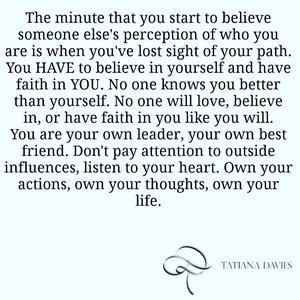 The minute that you start to believe
someone else's perception of who you
are is when you've lost sight of your path.
You HAVE to believe in yourself and have
faith in YOU. No one knows you better
than yourself. No one will love, believe
in, or have faith in you like you will.
You are your own leader, your own best
friend. Don't pay attention to outside
influences, listen to your heart. Own your
actions, own your thoughts, own your
life.
TATIANA DAVIES